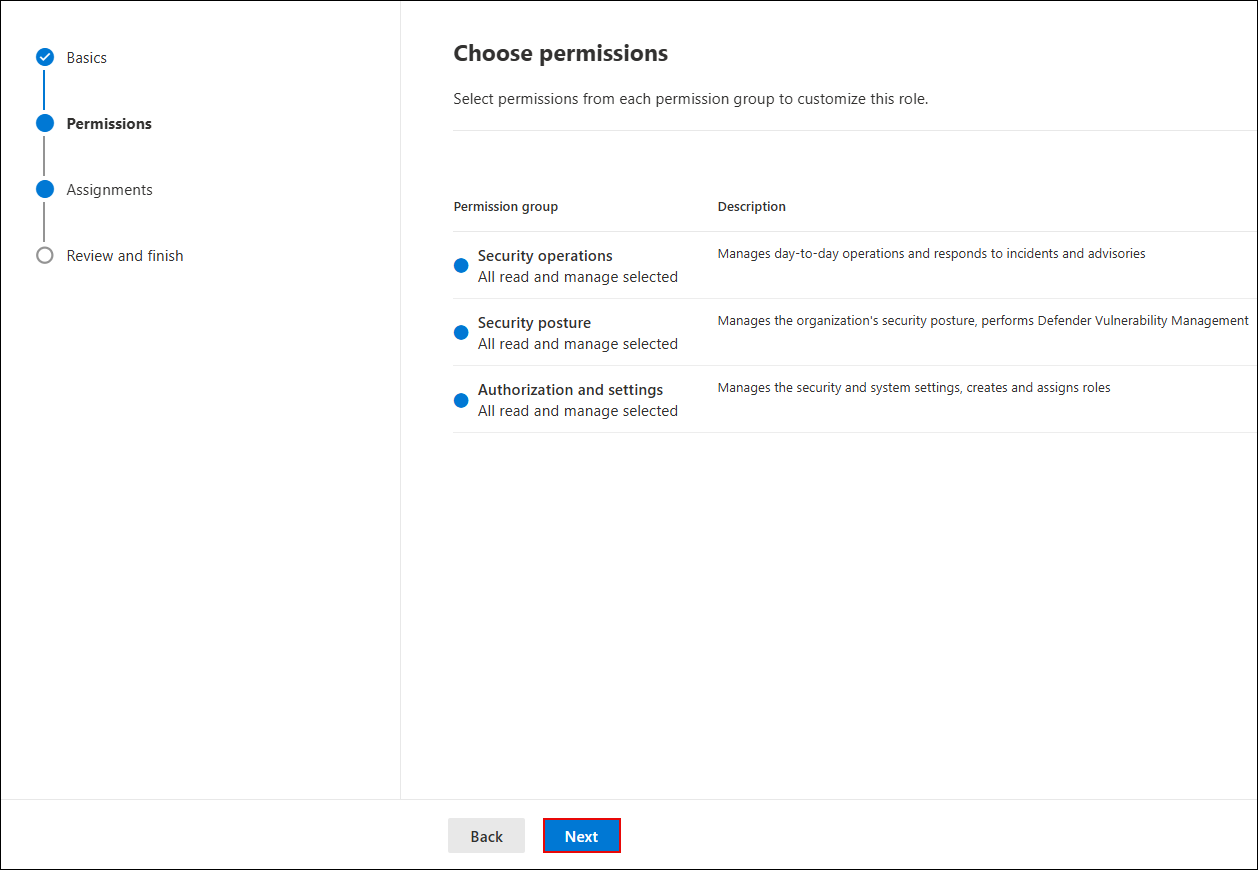 Basics
Permissions
Assignments
Review and finish
Choose permissions
Select permissions from each permission group to customize this role.
Permission group
Description
Security operations
All read and manage selected
Manages day-to-day operations and responds to incidents and advisories
Security posture
All read and manage selected
Manages the organization's security posture, performs Defender Vulnerability Management
Authorization and settings
All read and manage selected
Manages the security and system settings, creates and assigns roles
Back
Next